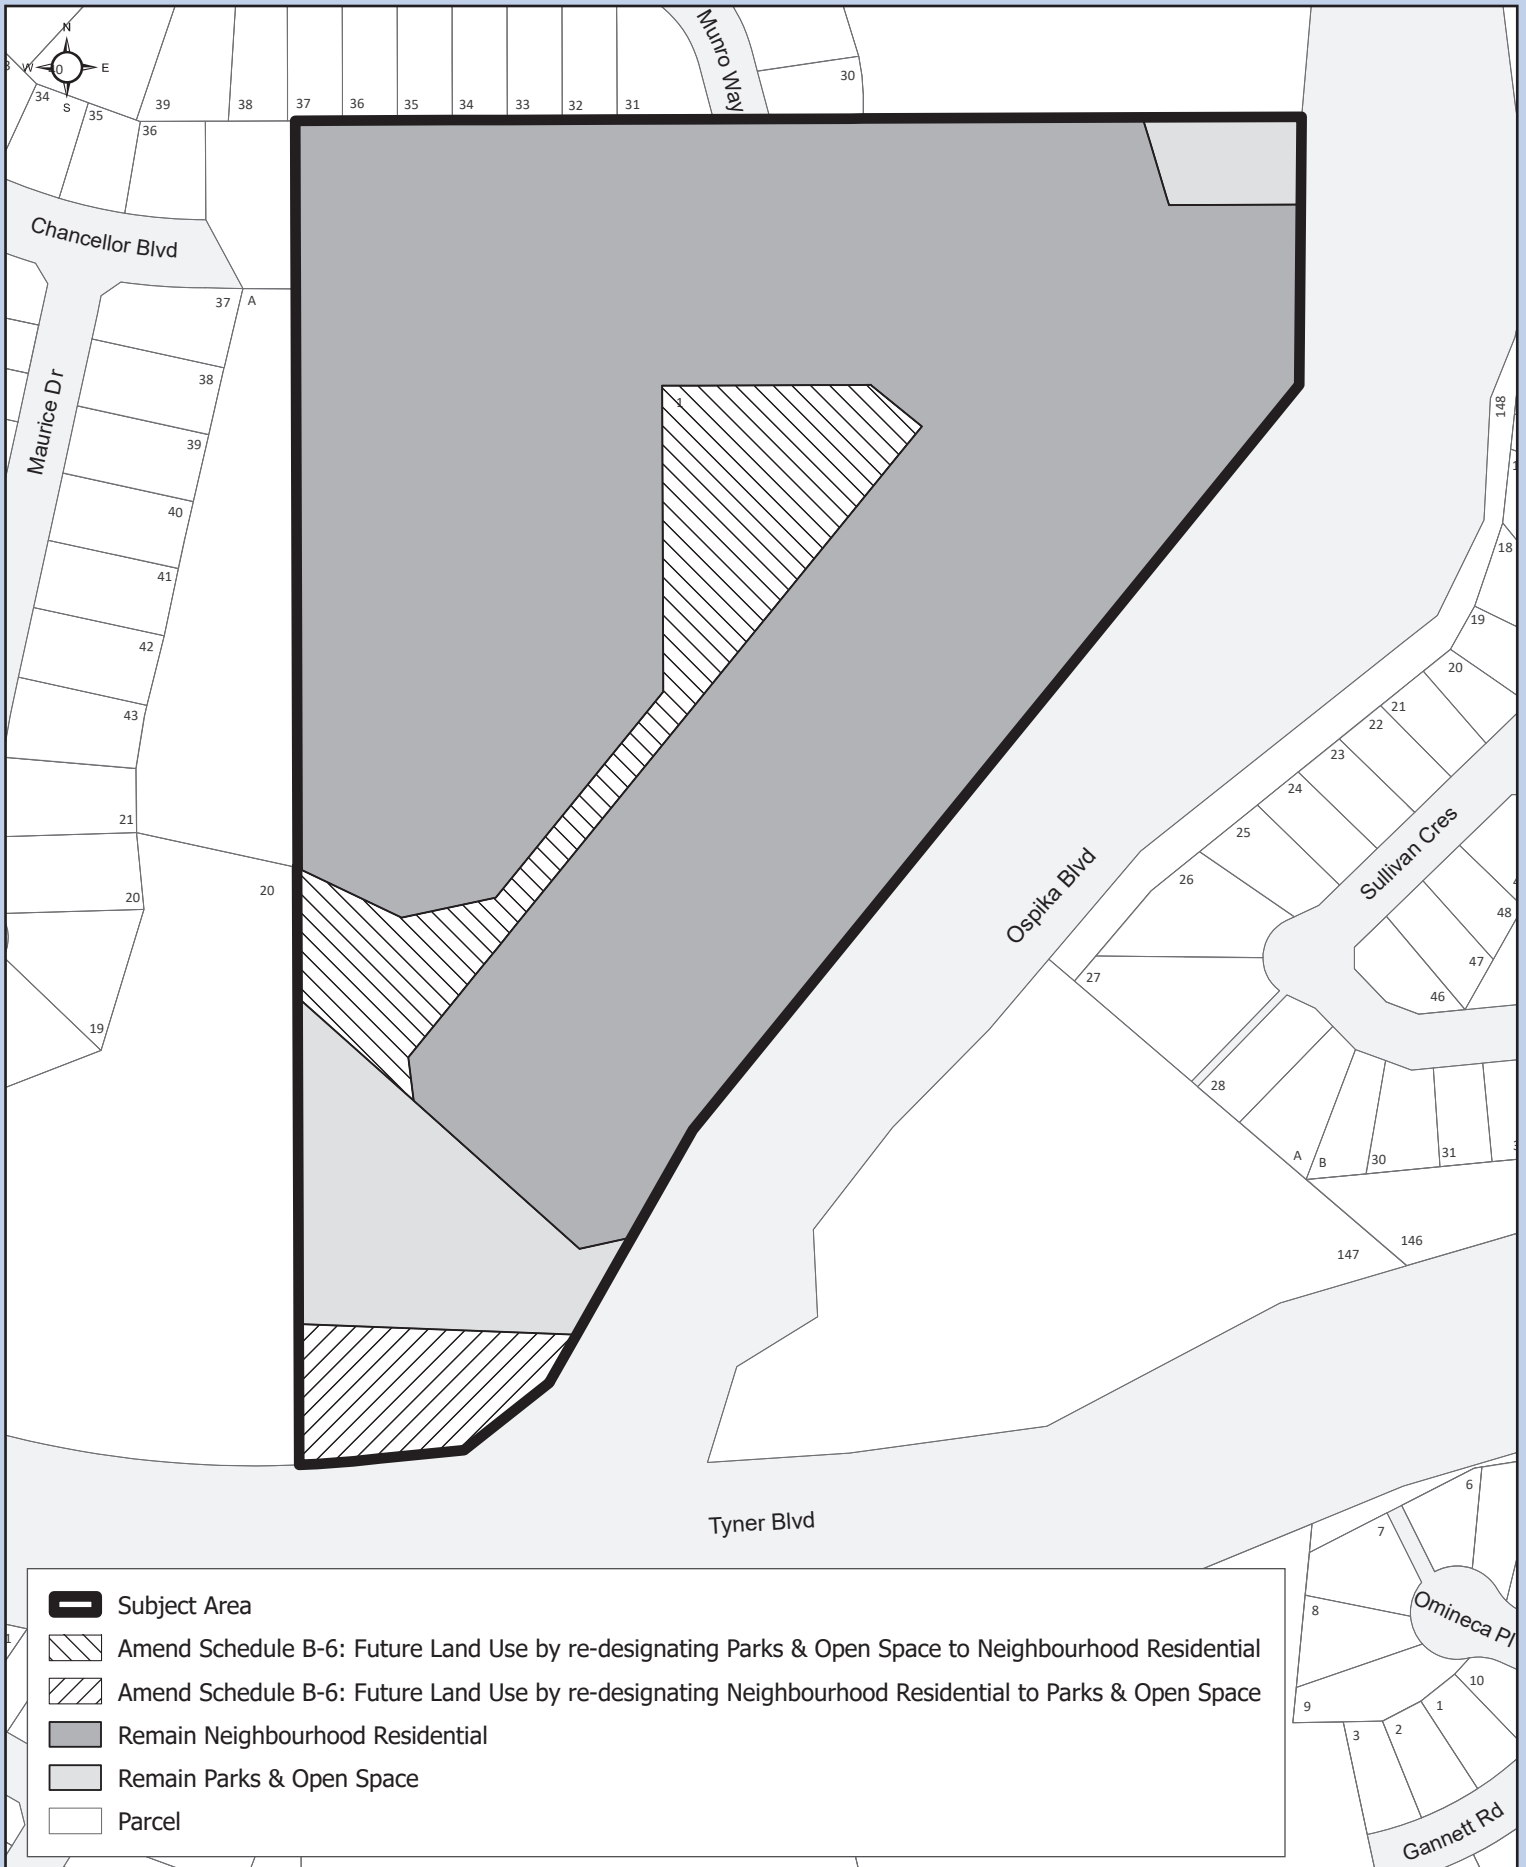 N
W
E
S
40
34
35
36
39
38
37
36
35
34
33
32
31
Munro Way
30
Chancellor Blvd
37
A
Maurice Dr
38
39
40
41
42
43
21
20
20
19
1
148
18
19
20
21
22
23
24
25
26
27
28
Sullivan Cres
48
47
46
Ospika Blvd
A
B
30
31
147
146
Tyner Blvd
6
7
8
9
Omineca Pl
10
1
2
3
Gannett Rd
Subject Area
Amend Schedule B-6: Future Land Use by re-designating Parks & Open Space to Neighbourhood Residential
Amend Schedule B-6: Future Land Use by re-designating Neighbourhood Residential to Parks & Open Space
Remain Neighbourhood Residential
Remain Parks & Open Space
Parcel